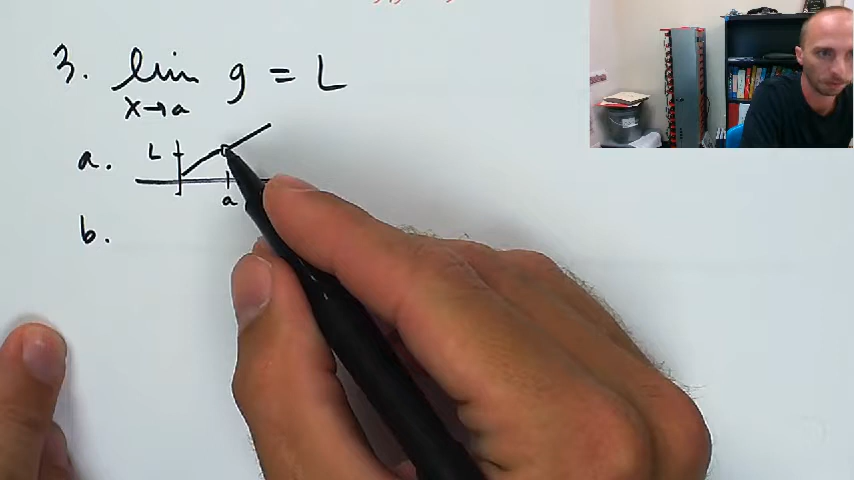 3. lim g = L
x→a
a. L
a
b.